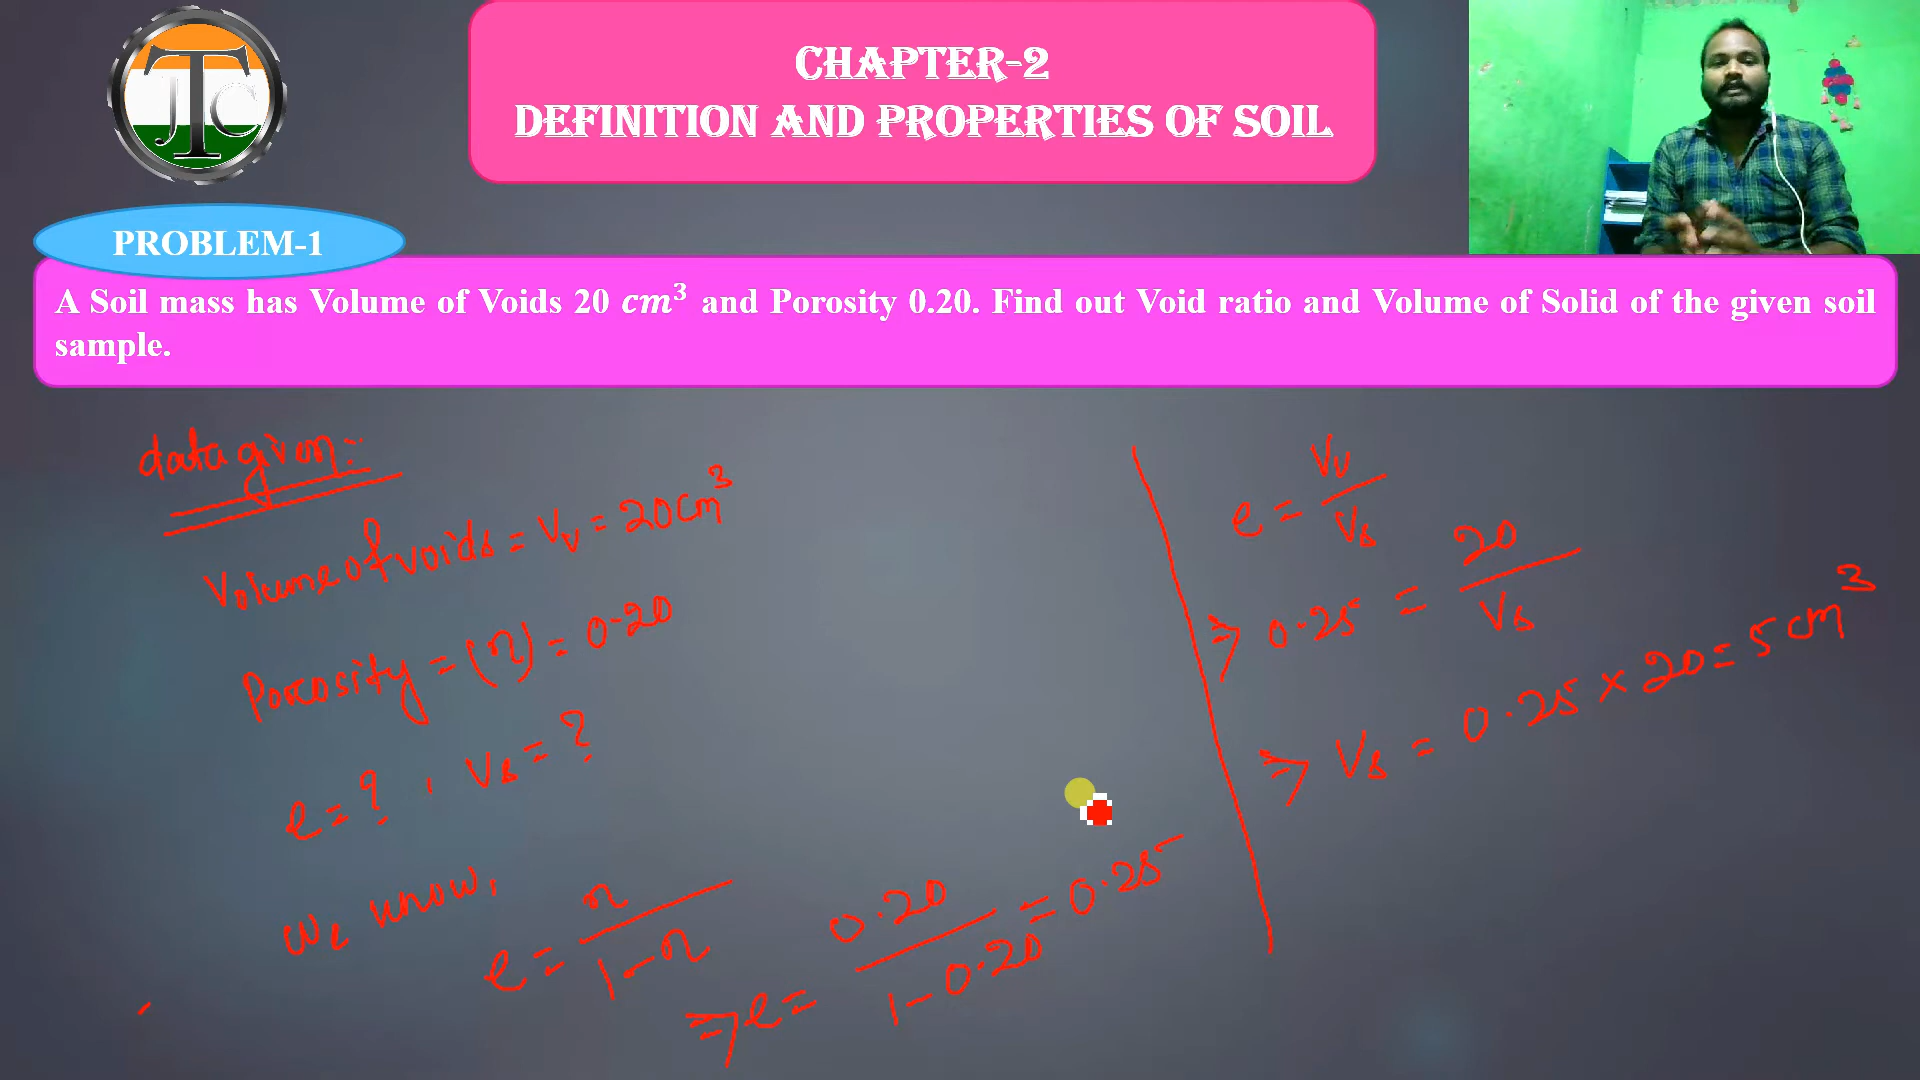 JTC
CHAPTER-2
DEFINITION AND PROPERTIES OF SOIL
PROBLEM-1
A Soil mass has Volume of Voids 20 cm³ and Porosity 0.20. Find out Void ratio and Volume of Solid of the given soil
sample.
data given:
Volume of voids = Vv = 20 cm³
Porosity = (n) = 0.20
e = ? , Vs = ?
We know,
e = n / 1-n
⇒ e = 0.20 / 1-0.20 = 0.25
e = Vv / Vs
⇒ 0.25 = 20 / Vs
⇒ Vs = 0.25 × 20 = 5 cm³